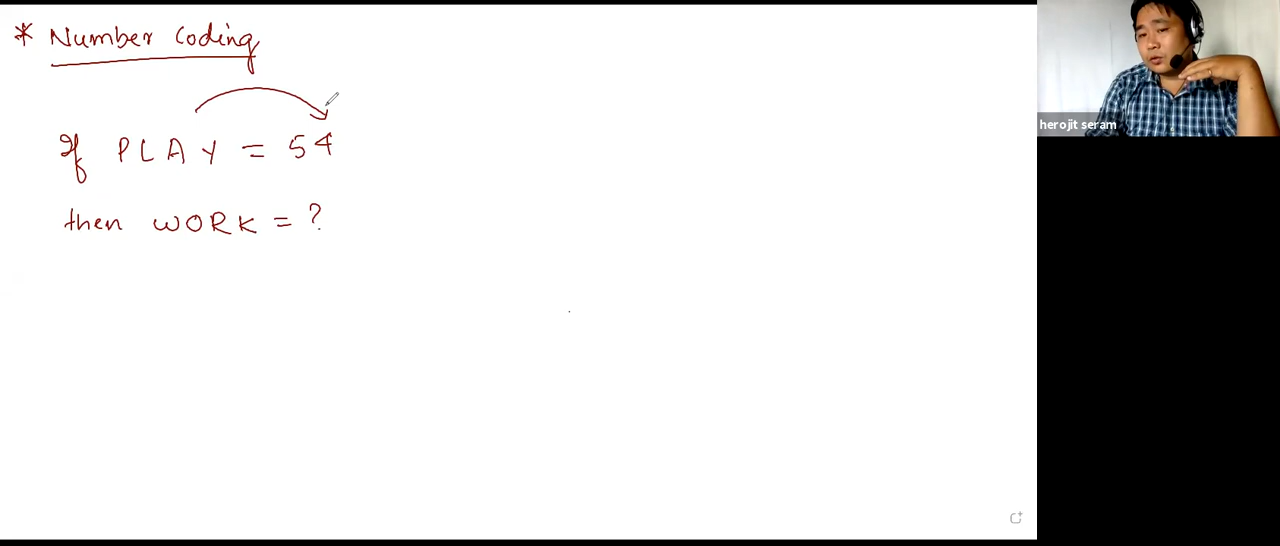 * Number Coding
If PLAY = 54
then WORK = ?
herojit seram